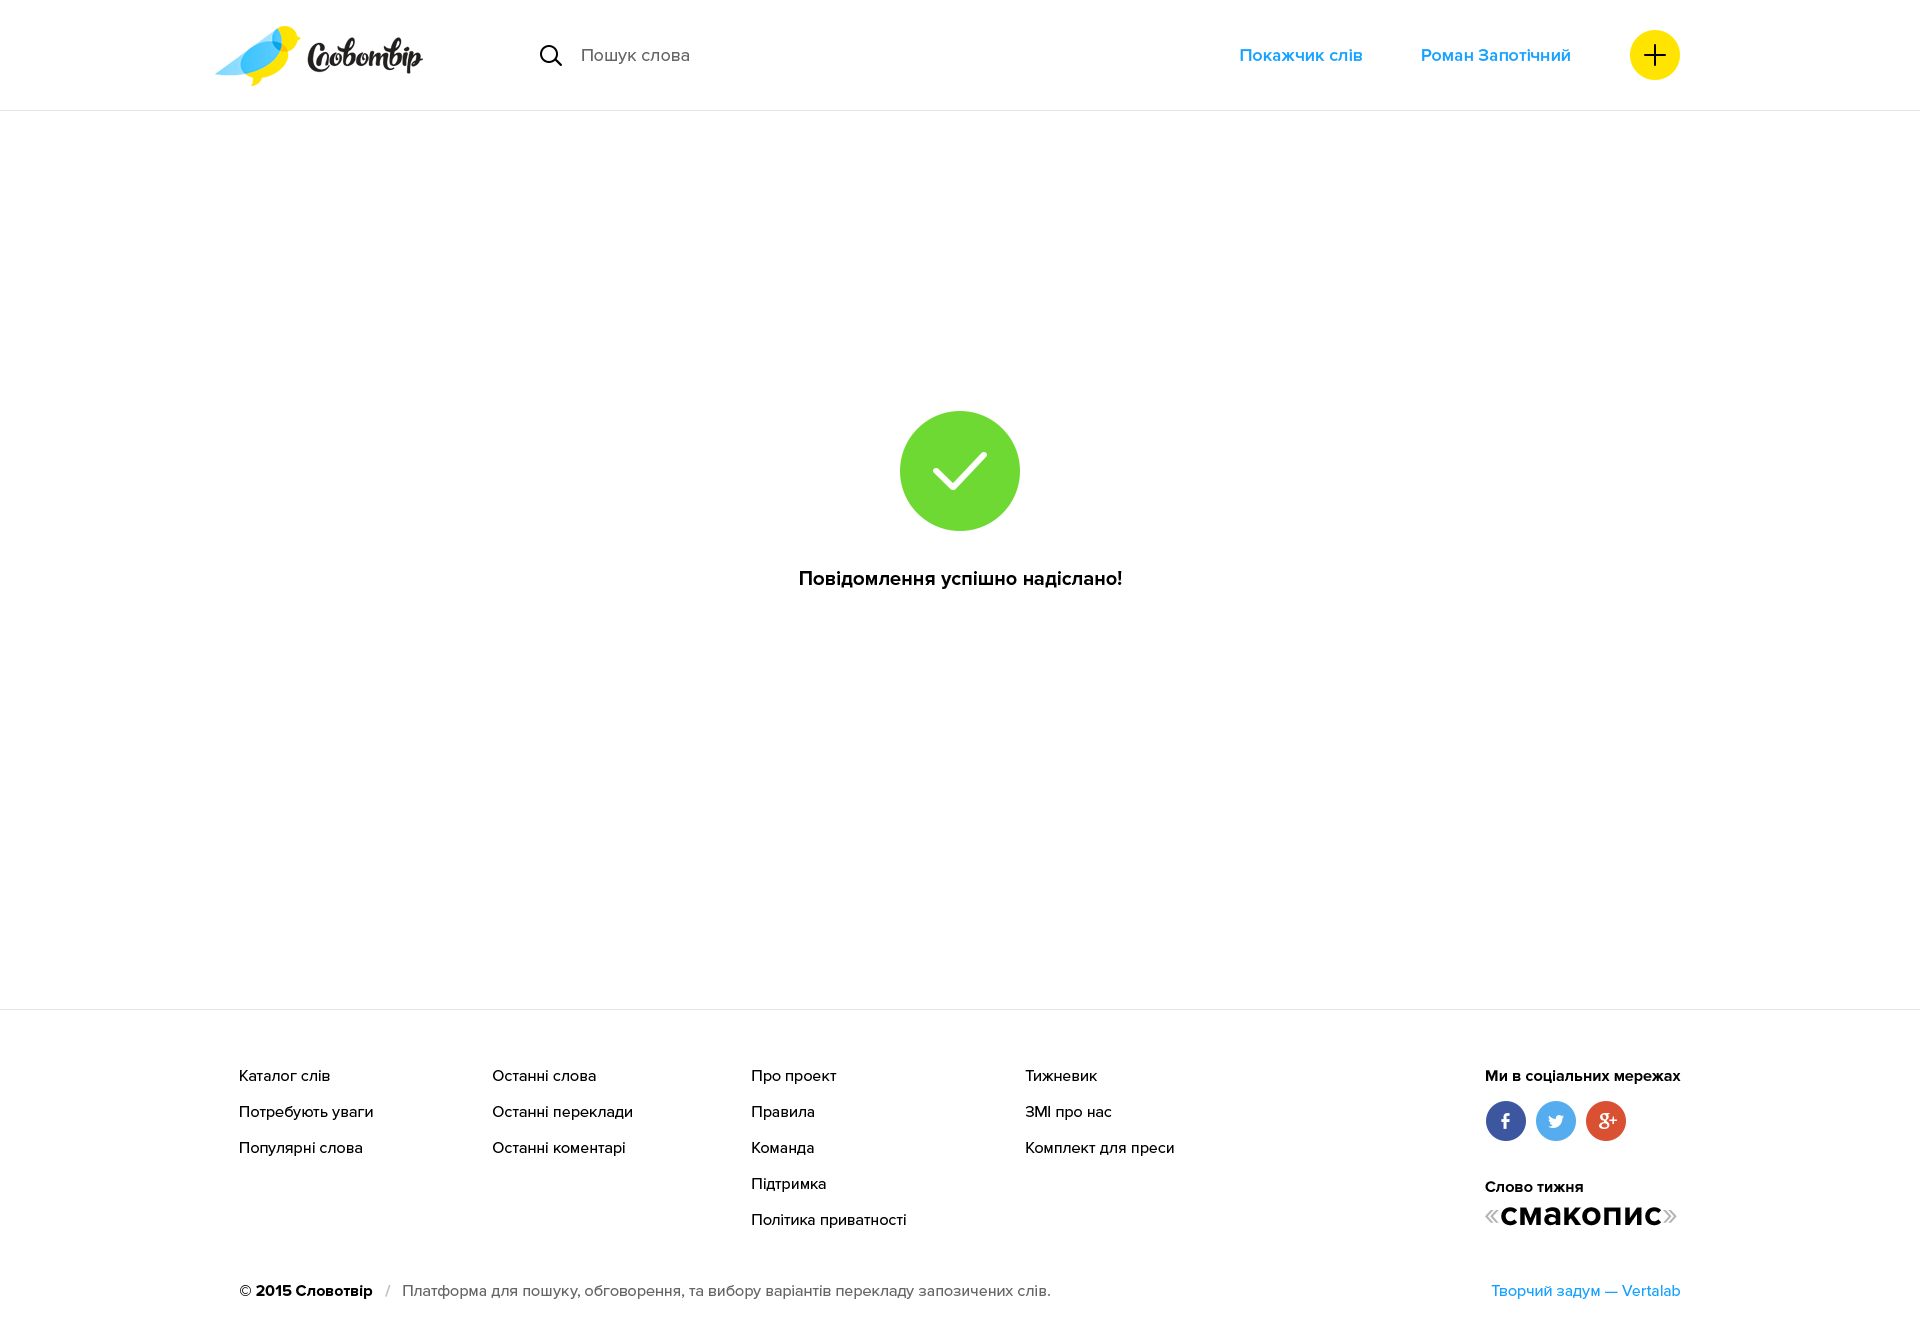 Словотвір
Пошук слова
Покажчик слів
Роман Запотічний
Повідомлення успішно надіслано!
Каталог слів
Потребують уваги
Популярні слова
Останні слова
Останні переклади
Останні коментарі
Про проект
Правила
Команда
Підтримка
Політика приватності
Тижневик
ЗМІ про нас
Комплект для преси
Ми в соціальних мережах
f
g+
Слово тижня
«смакопис»
© 2015 Словотвір / Платформа для пошуку, обговорення, та вибору варіантів перекладу запозичених слів.
Творчий задум — Vertalab